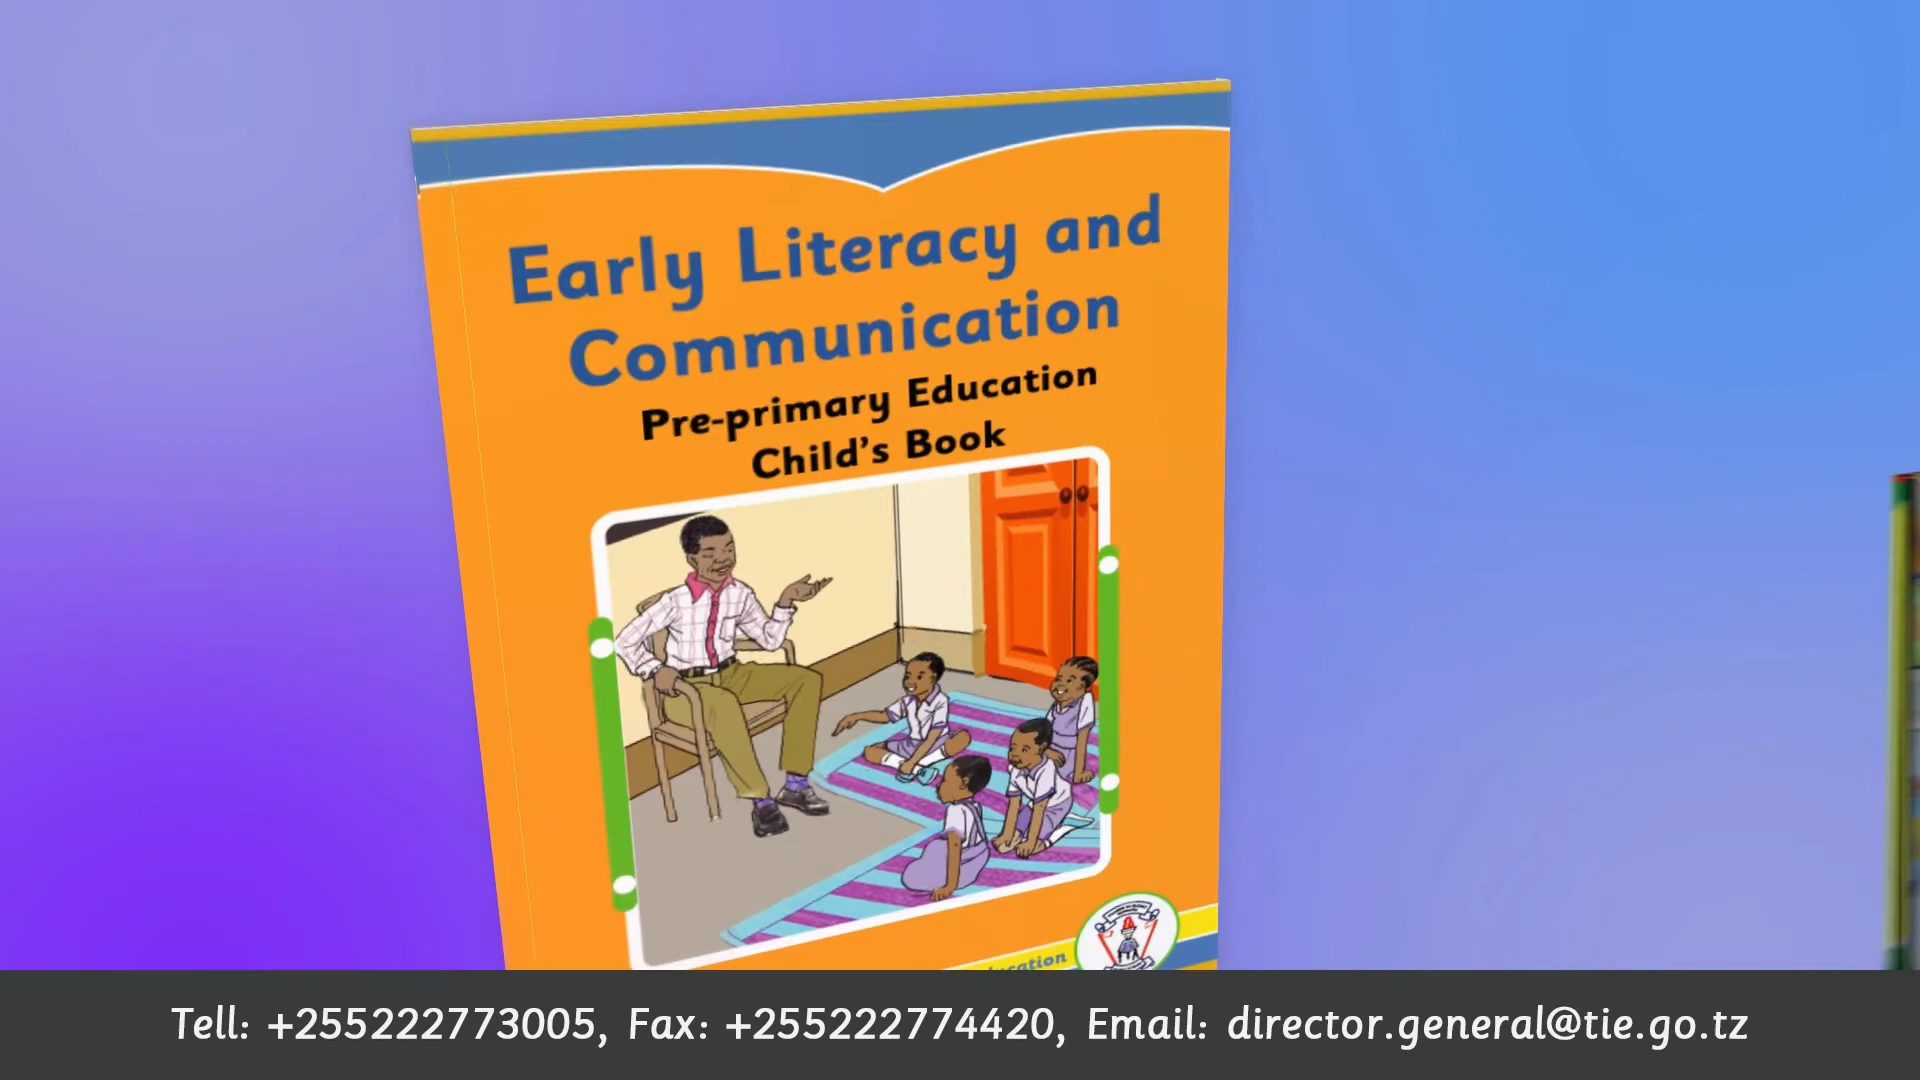 Early Literacy and
Communication
Pre-primary Education
Child's Book
Tell: +255222773005, Fax: +255222774420, Email: director.general@tie.go.tz